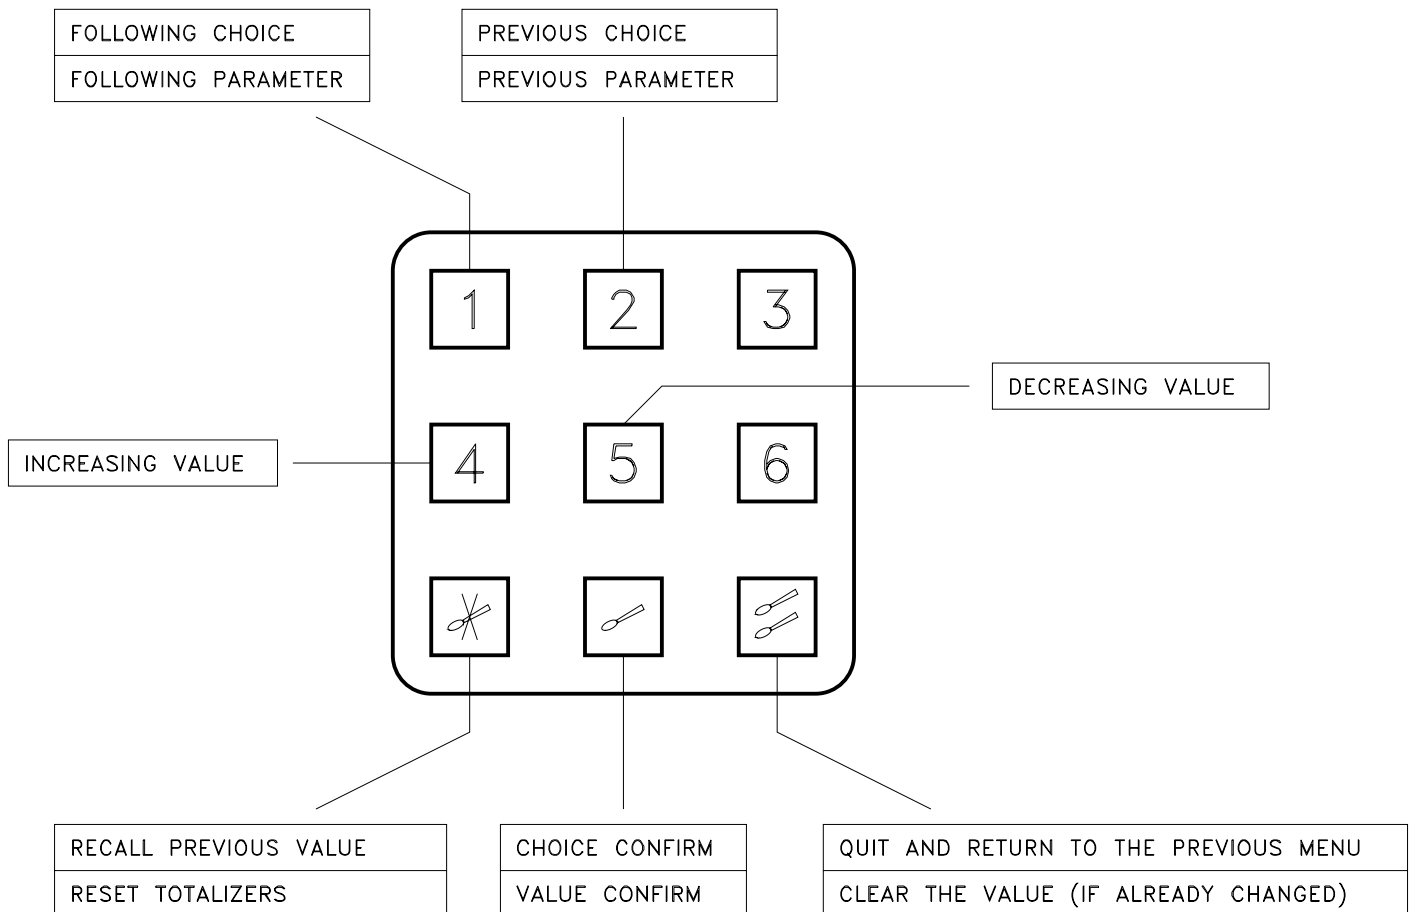 FOLLOWING CHOICE
FOLLOWING PARAMETER
PREVIOUS CHOICE
PREVIOUS PARAMETER
1 2 3
DECREASING VALUE
INCREASING VALUE
4 5 6
RECALL PREVIOUS VALUE
RESET TOTALIZERS
CHOICE CONFIRM
VALUE CONFIRM
QUIT AND RETURN TO THE PREVIOUS MENU
CLEAR THE VALUE (IF ALREADY CHANGED)